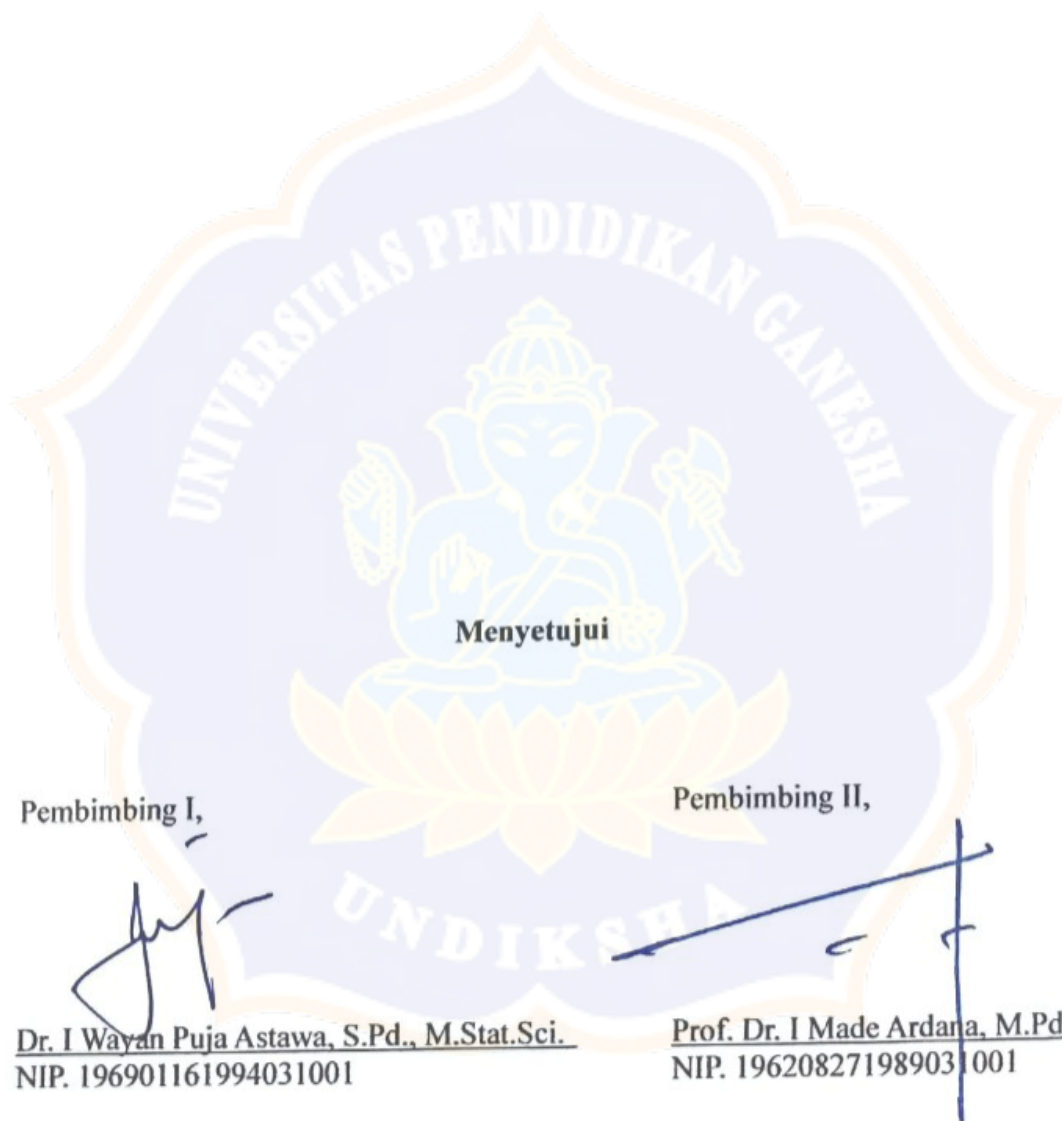 UNIVERSITAS PENDIDIKAN GANESHA
Menyetujui
Pembimbing I,
Pembimbing II,
UNDIKSHA
Dr. I Wayan Puja Astawa, S.Pd., M.Stat.Sci.
NIP. 196901161994031001
Prof. Dr. I Made Ardana, M.Pd
NIP. 196208271989031001